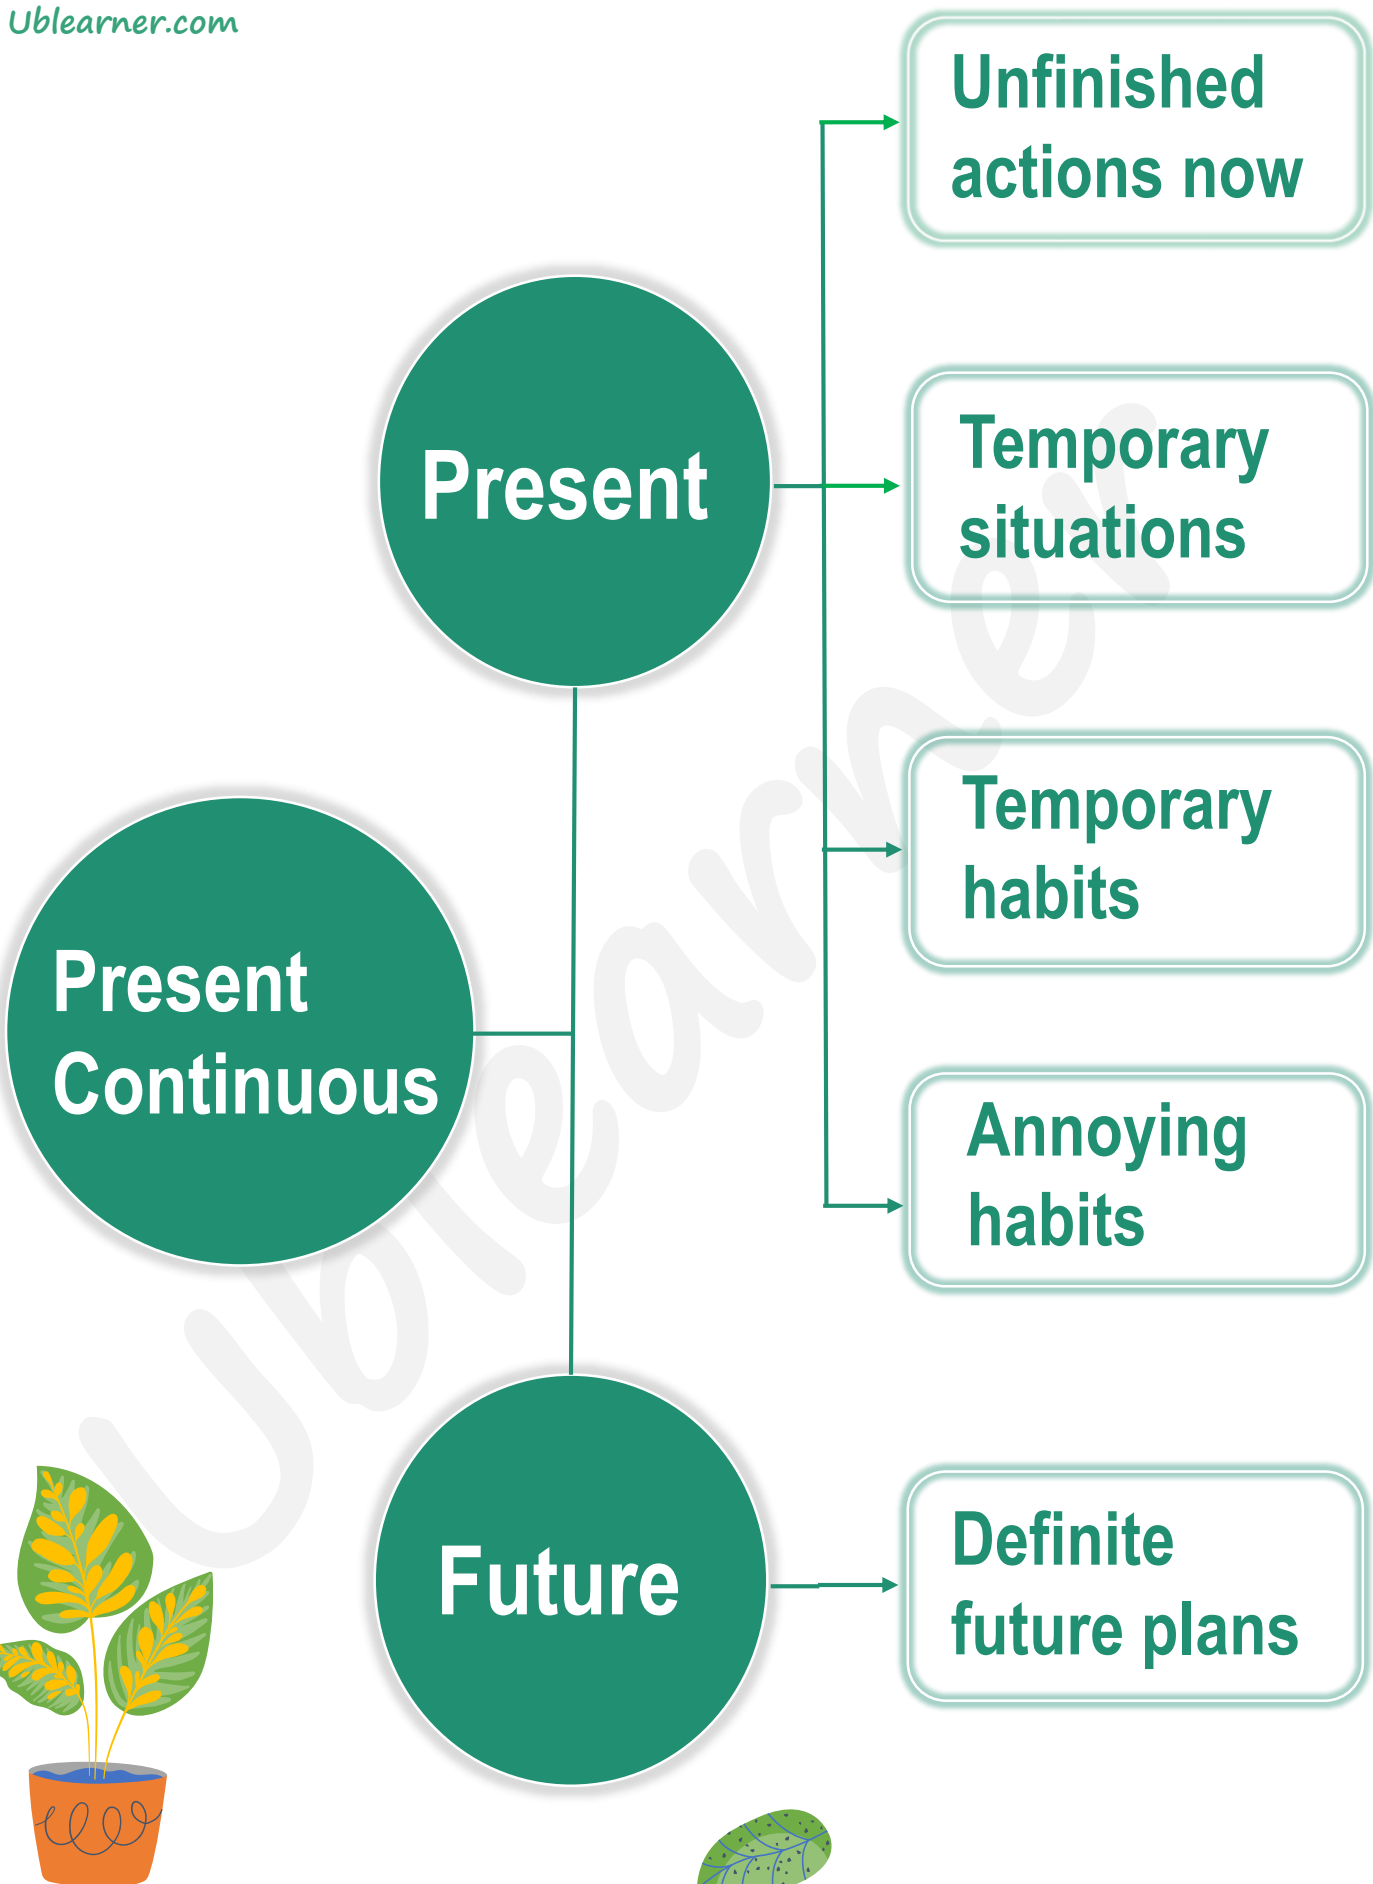 Ublearner.com
Unfinished
actions now
Present
Temporary
situations
Temporary
habits
Present
Continuous
Annoying
habits
Future
Definite
future plans
Ublearner